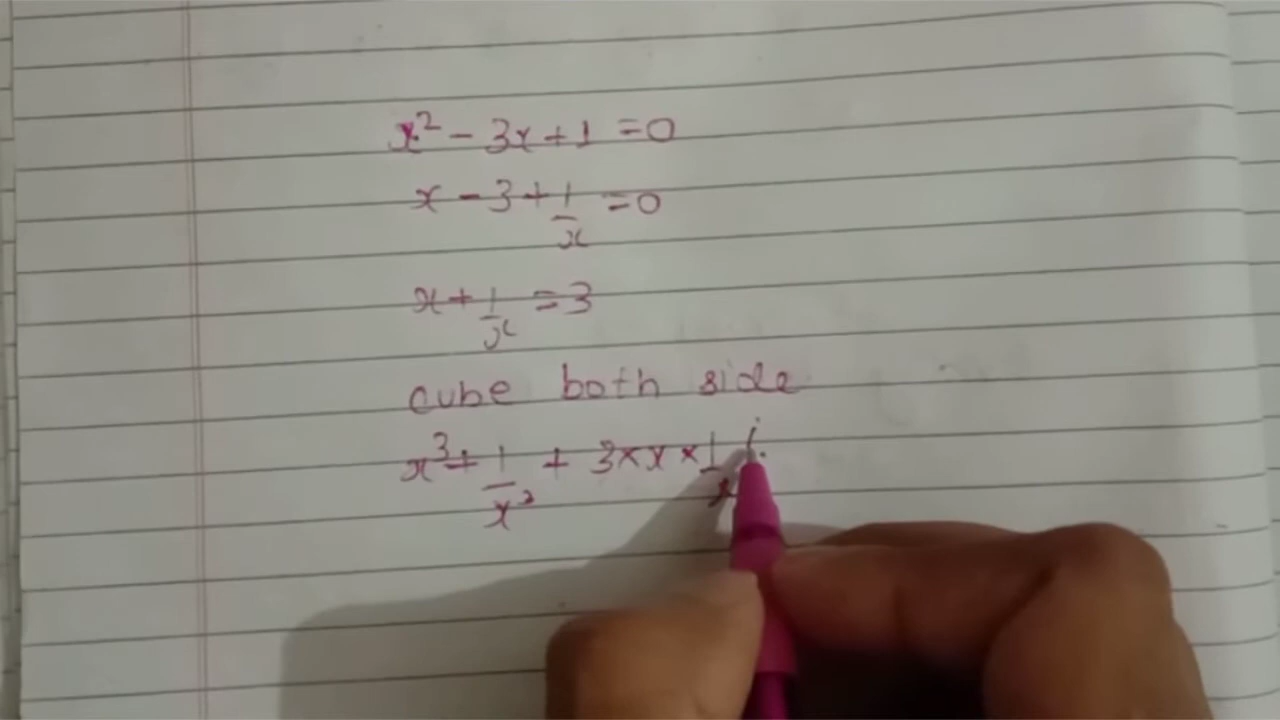 x² - 3x + 1 = 0
x - 3 + 1/x = 0
x + 1/x = 3
cube both side
x³ + 1/x³ + 3 × x × 1/x (